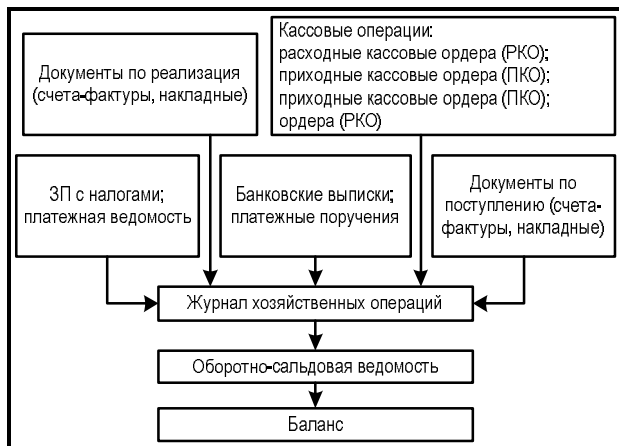 Документы по реализация
(счета-фактуры, накладные)
Кассовые операции:
расходные кассовые ордера (РКО);
приходные кассовые ордера (ПКО);
приходные кассовые ордера (ПКО);
ордера (РКО)
ЗП с налогами;
платежная ведомость
Банковские выписки;
платежные поручения
Документы по
поступлению (счета-
фактуры, накладные)
Журнал хозяйственных операций
Оборотно-сальдовая ведомость
Баланс